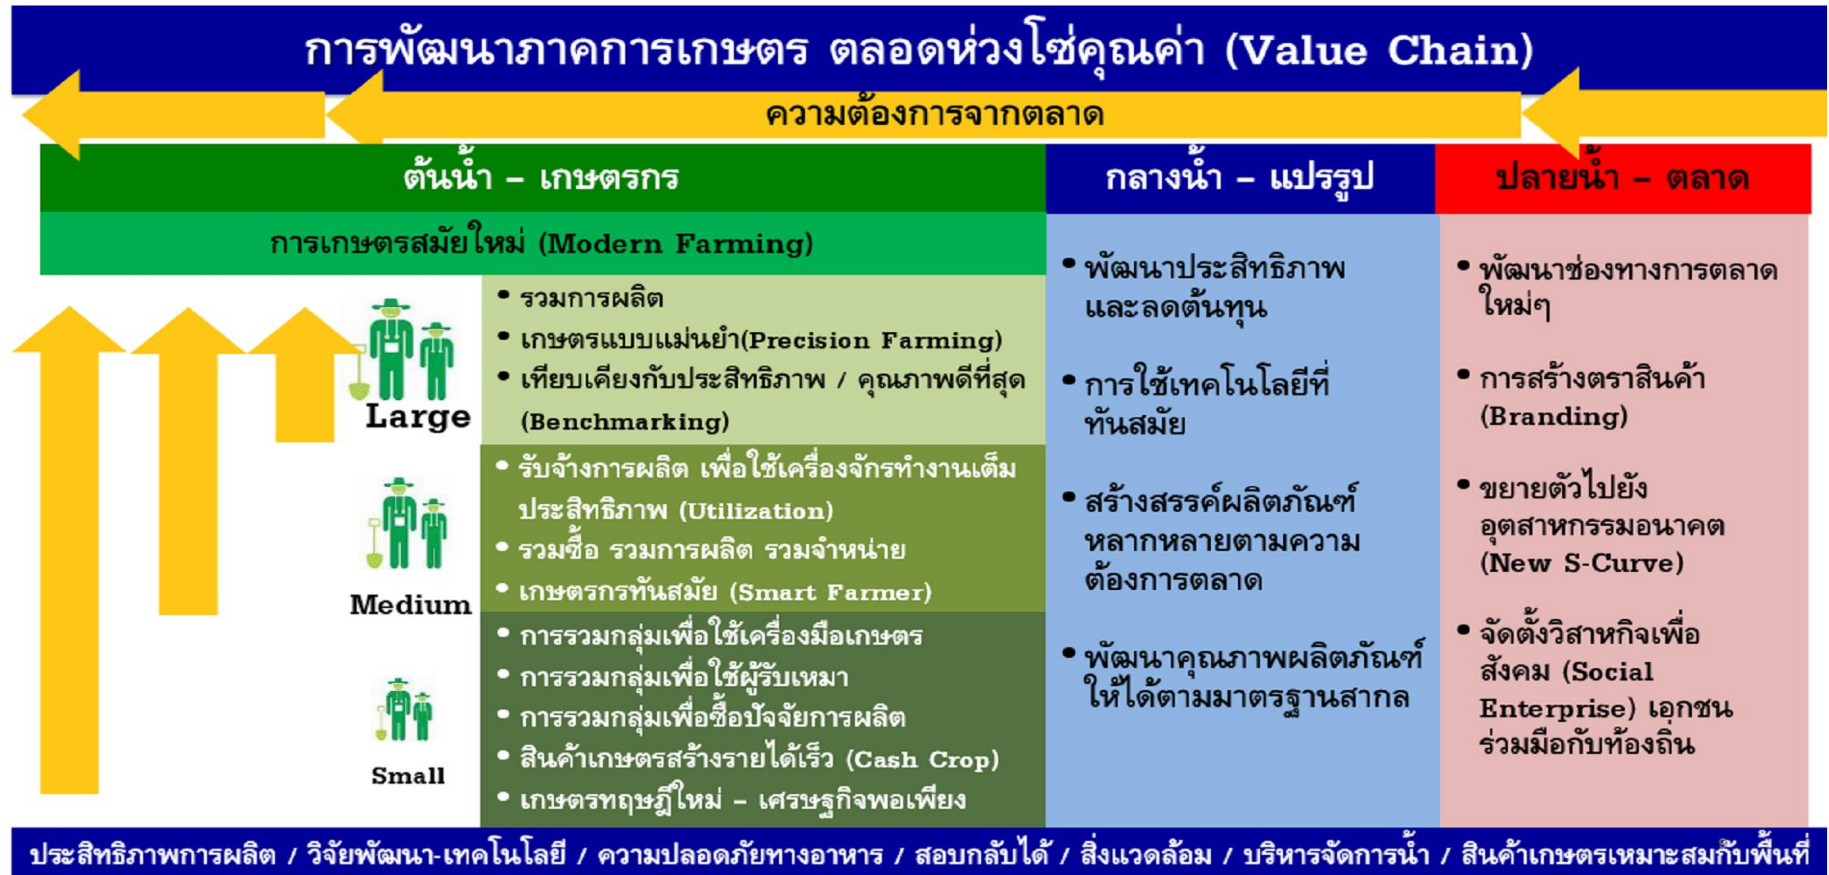 การพัฒนาภาคการเกษตร ตลอดห่วงโซ่คุณค่า (Value Chain)
ความต้องการจากตลาด
ต้นน้ำ – เกษตรกร
การเกษตรสมัยใหม่ (Modern Farming)
Large
• รวมการผลิต
• เกษตรแบบแม่นยำ(Precision Farming)
• เทียบเคียงกับประสิทธิภาพ / คุณภาพดีที่สุด
(Benchmarking)
Medium
• รับจ้างการผลิต เพื่อใช้เครื่องจักรทำงานเต็ม
ประสิทธิภาพ (Utilization)
• รวมซื้อ รวมการผลิต รวมจำหน่าย
• เกษตรกรทันสมัย (Smart Farmer)
Small
• การรวมกลุ่มเพื่อใช้เครื่องมือเกษตร
• การรวมกลุ่มเพื่อใช้ผู้รับเหมา
• การรวมกลุ่มเพื่อซื้อปัจจัยการผลิต
• สินค้าเกษตรสร้างรายได้เร็ว (Cash Crop)
• เกษตรทฤษฎีใหม่ – เศรษฐกิจพอเพียง
กลางน้ำ – แปรรูป
• พัฒนาประสิทธิภาพ
และลดต้นทุน
• การใช้เทคโนโลยีที่
ทันสมัย
• สร้างสรรค์ผลิตภัณฑ์
หลากหลายตามความ
ต้องการตลาด
• พัฒนาคุณภาพผลิตภัณฑ์
ให้ได้ตามมาตรฐานสากล
ปลายน้ำ – ตลาด
• พัฒนาช่องทางการตลาด
ใหม่ๆ
• การสร้างตราสินค้า
(Branding)
• ขยายตัวไปยัง
อุตสาหกรรมอนาคต
(New S-Curve)
• จัดตั้งวิสาหกิจเพื่อ
สังคม (Social
Enterprise) เอกชน
ร่วมมือกับท้องถิ่น
ประสิทธิภาพการผลิต / วิจัยพัฒนา-เทคโนโลยี / ความปลอดภัยทางอาหาร / สอบกลับได้ / สิ่งแวดล้อม / บริหารจัดการน้ำ / สินค้าเกษตรเหมาะสมกับพื้นที่